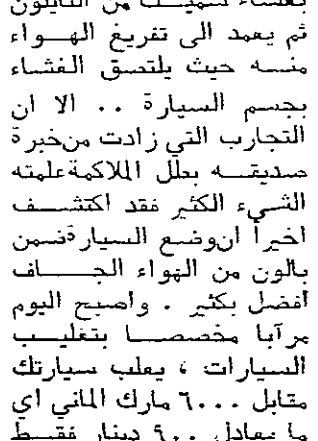 بغشاء سميك من النايلون
ثم يعمد الى تفريغ الهواء
منه حيث يلتصق الغشاء
بجسم السيارة .. الا ان
التجارب التي زادت من خبرة
صديقه بطل الملاكمة علمته
الشيء الكثير فقد اكتشف
اخيرا ان وضع السيارة ضمن
بالون من الهواء الجاف
افضل بكثير . واصبح اليوم
مرآبا مخصصا بتغليب
السيارات ، يعلب سيارتك
مقابل ٦٠٠٠ مارك الماني اي
ما يعادل ٩٠٠ دينار فقط